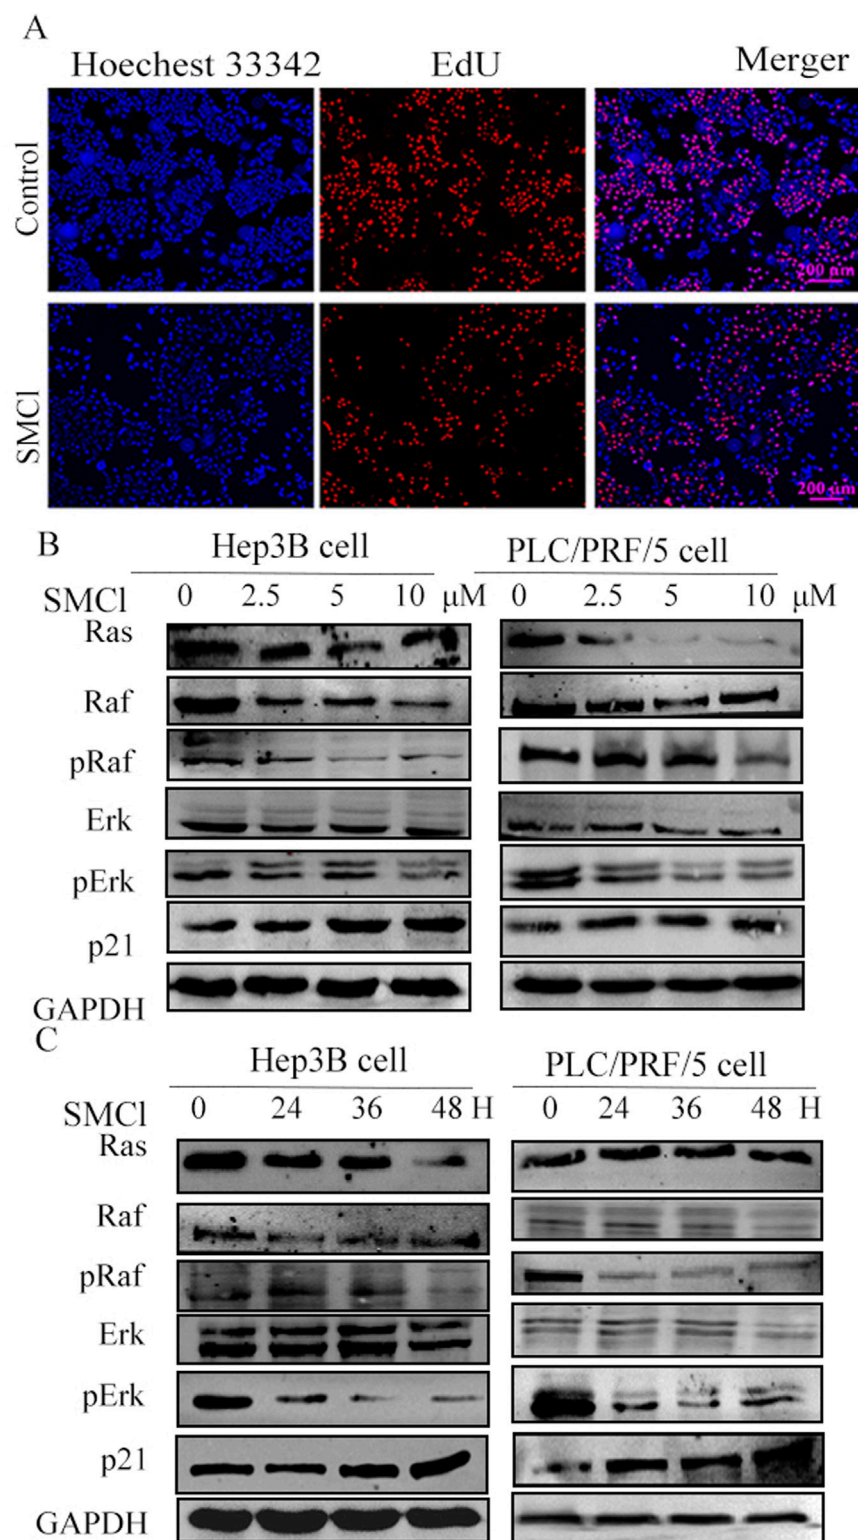 A
Hoechest 33342 EdU Merger
Control
200 nm
SMCl
200 um
B
Hep3B cell PLC/PRF/5 cell
SMCl 0 2.5 5 10 μM 0 2.5 5 10 μM
Ras
Raf
pRaf
Erk
pErk
p21
GAPDH
C
Hep3B cell PLC/PRF/5 cell
SMCl 0 24 36 48 H 0 24 36 48 H
Ras
Raf
pRaf
Erk
pErk
p21
GAPDH